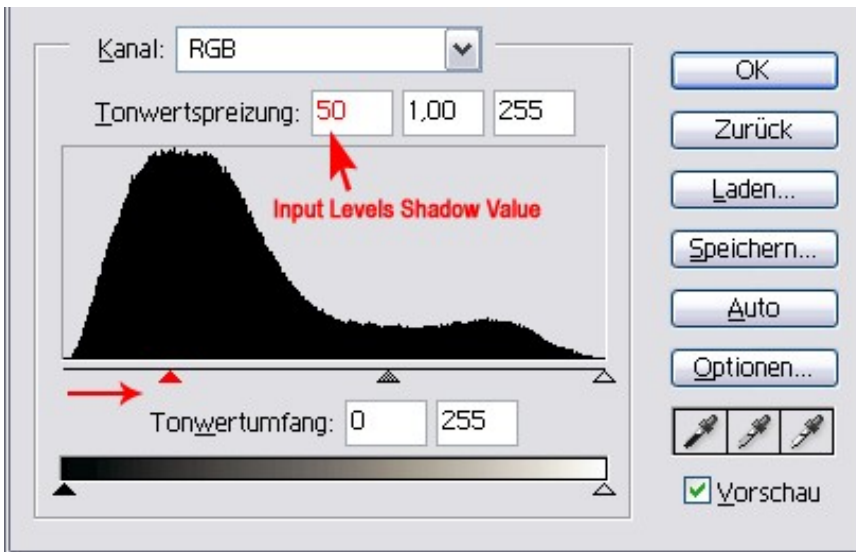 Kanal: RGB
Tonwertspreizung: 50 1,00 255
Input Levels Shadow Value
Tonwertumfang: 0 255
OK
Zurück
Laden...
Speichern...
Auto
Optionen...
Vorschau